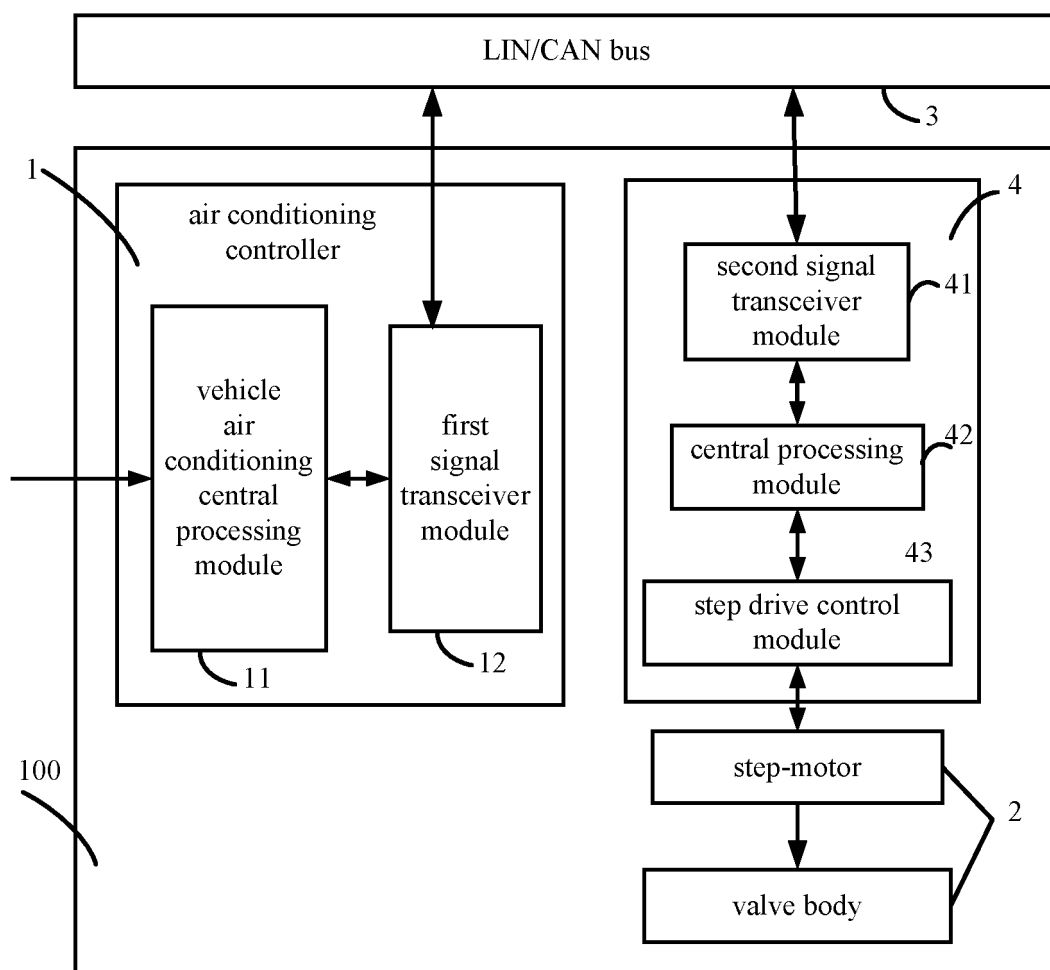 LIN/CAN bus
3
1
air conditioning
controller
4
second signal
transceiver
module
41
vehicle
air
conditioning
central
processing
module
first
signal
transceiver
module
central processing
module
42
43
step drive control
module
11
12
100
step-motor
2
valve body